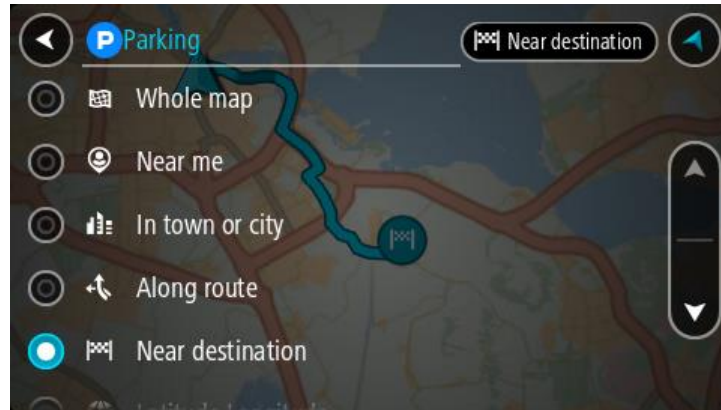 P Parking
Near destination
Whole map
Near me
In town or city
Along route
Near destination